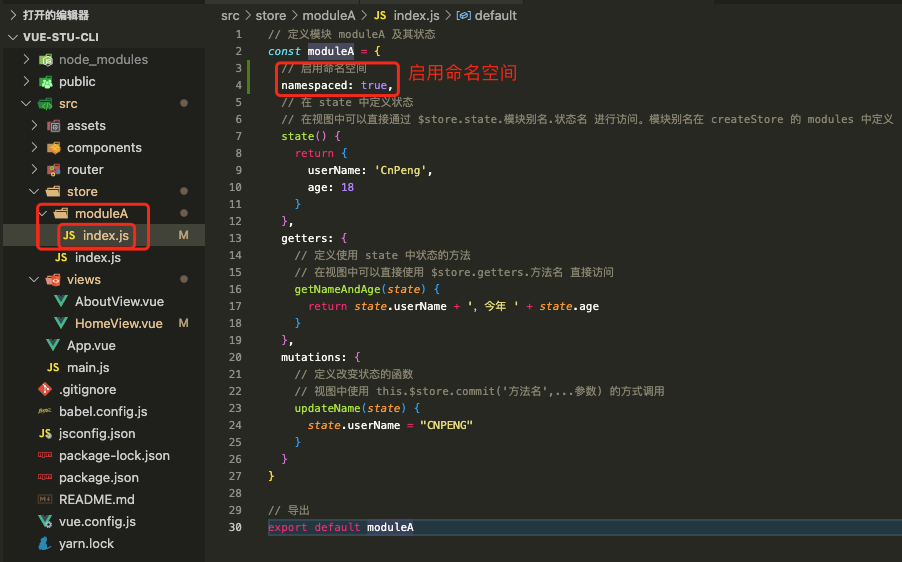 打开的编辑器
VUE-STU-CLI
node_modules
public
src
assets
components
router
store
moduleA
JS index.js M
JS index.js
views
AboutView.vue
HomeView.vue M
App.vue
JS main.js
.gitignore
babel.config.js
JS jsconfig.json
package-lock.json
package.json
README.md
vue.config.js
yarn.lock
src > store > moduleA > JS index.js > default
1 // 定义模块 moduleA 及其状态
2 const moduleA = {
3 // 启用命名空间
4 namespaced: true,
启用命名空间
5 // 在 state 中定义状态
6 // 在视图中可以直接通过 $store.state.模块别名.状态名 进行访问。模块别名在 createStore 的 modules 中定义
7 state() {
8 return {
9 userName: 'CnPeng',
10 age: 18
11 }
12 },
13 getters: {
14 // 定义使用 state 中状态的方法
15 // 在视图中可以直接使用 $store.getters.方法名 直接访问
16 getNameAndAge(state) {
17 return state.userName + '，今年 ' + state.age
18 }
19 },
20 mutations: {
21 // 定义改变状态的函数
22 // 视图中使用 this.$store.commit('方法名',...参数) 的方式调用
23 updateName(state) {
24 state.userName = "CNPENG"
25 }
26 }
27 }
28
29 // 导出
30 export default moduleA